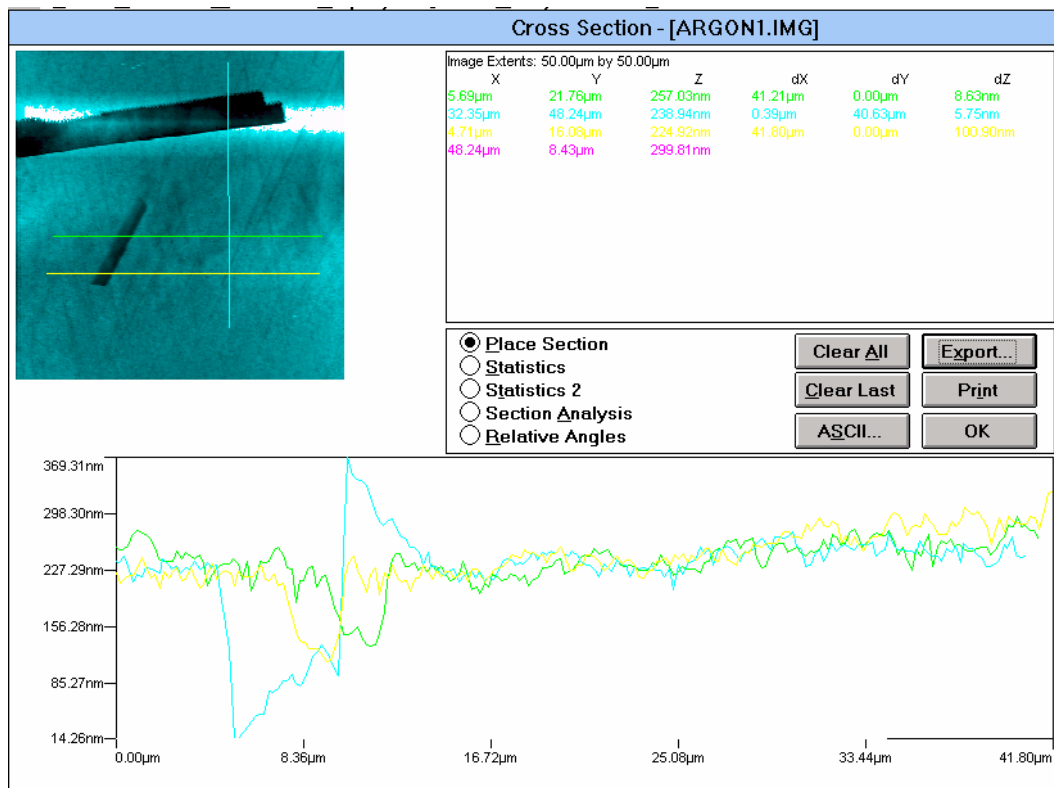 Cross Section - [ARGON1.IMG]
Image Extents: 50.00µm by 50.00µm
X Y Z dX dY dZ
5.69µm 21.76µm 257.03nm 41.21µm 0.00µm 8.63nm
32.35µm 48.24µm 238.94nm 0.39µm 40.63µm 5.75nm
4.71µm 16.08µm 224.92nm 41.80µm 0.00µm 100.90nm
48.24µm 8.43µm 299.81nm
Place Section
Statistics
Statistics 2
Section Analysis
Relative Angles
Clear All Export...
Clear Last Print
ASCII... OK
369.31nm
298.30nm
227.29nm
156.28nm
85.27nm
14.26nm
0.00µm 8.36µm 16.72µm 25.08µm 33.44µm 41.80µm